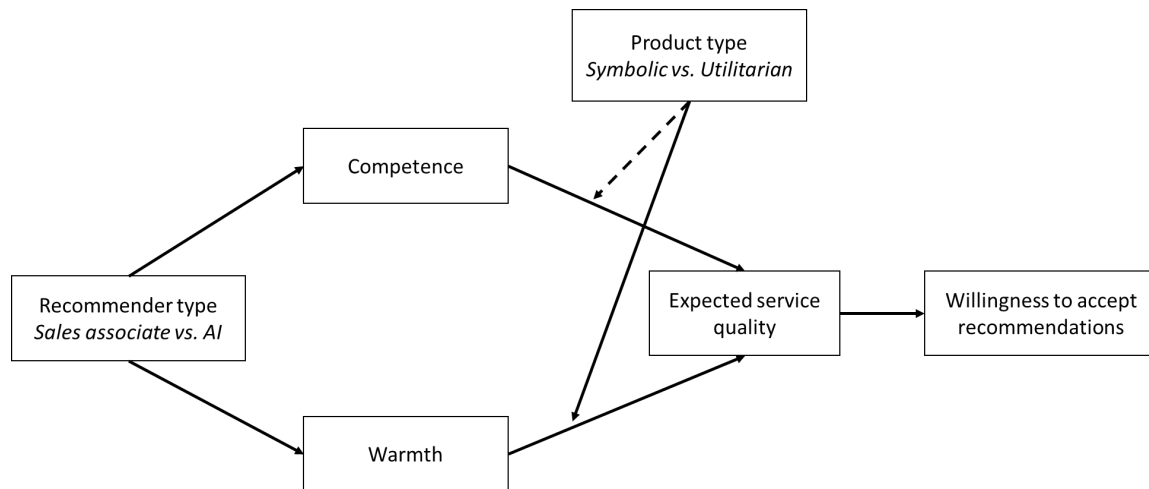 Product type
Symbolic vs. Utilitarian
Competence
Recommender type
Sales associate vs. AI
Expected service
quality
Willingness to accept
recommendations
Warmth